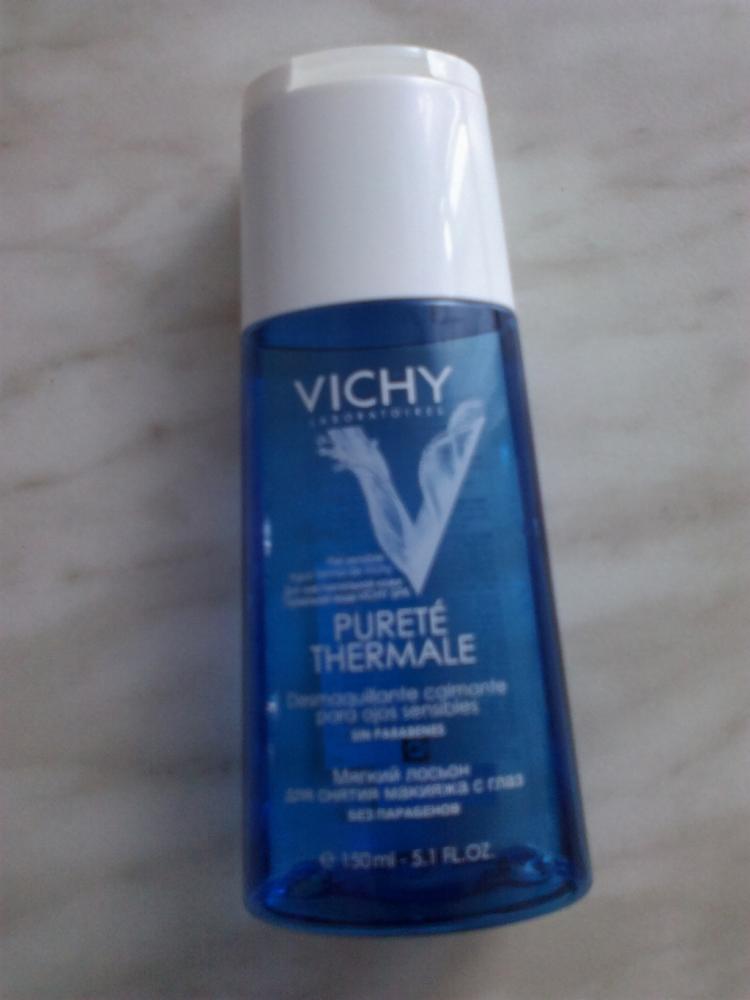 VICHY
LABORATOIRES
PURETÉ
THERMALE
Desmaquillante calmante
para ojos sensibles
SIN PARABENES
Мягкий лосьон
для снятия макияжа с глаз
БЕЗ ПАРАБЕНОВ
℮ 150 ml - 5.1 FL.OZ.